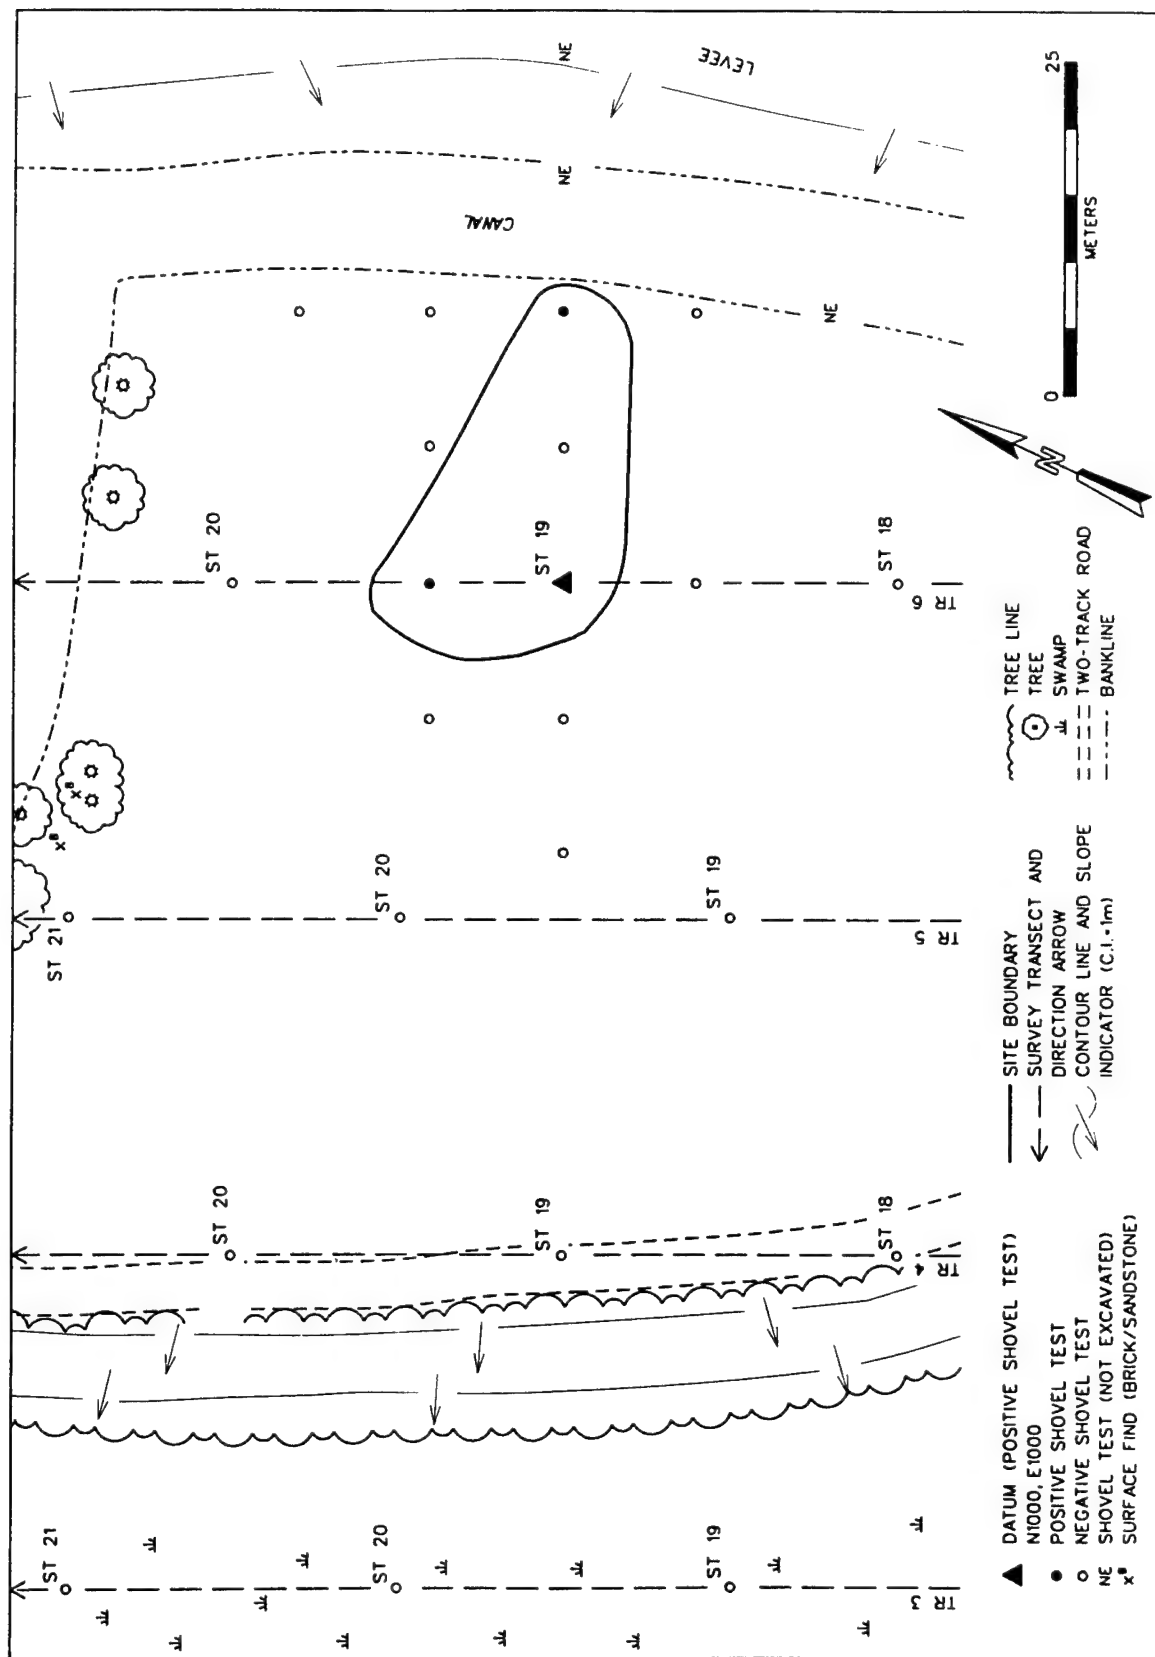 NE
LEVEE
NE
CANAL
NE
25
METERS
0
N
ST 20
ST 19
ST 18
TR 6
ST 21
ST 20
ST 19
TR 5
ST 20
ST 19
ST 18
TR 4
ST 21
ST 20
ST 19
TR 3
x B
x B
DATUM (POSITIVE SHOVEL TEST)
N1000, E1000
POSITIVE SHOVEL TEST
NEGATIVE SHOVEL TEST
NE SHOVEL TEST (NOT EXCAVATED)
x B SURFACE FIND (BRICK/SANDSTONE)
SITE BOUNDARY
SURVEY TRANSECT AND
DIRECTION ARROW
CONTOUR LINE AND SLOPE
INDICATOR (C.I.=1m)
TREE LINE
TREE
SWAMP
TWO-TRACK ROAD
BANKLINE